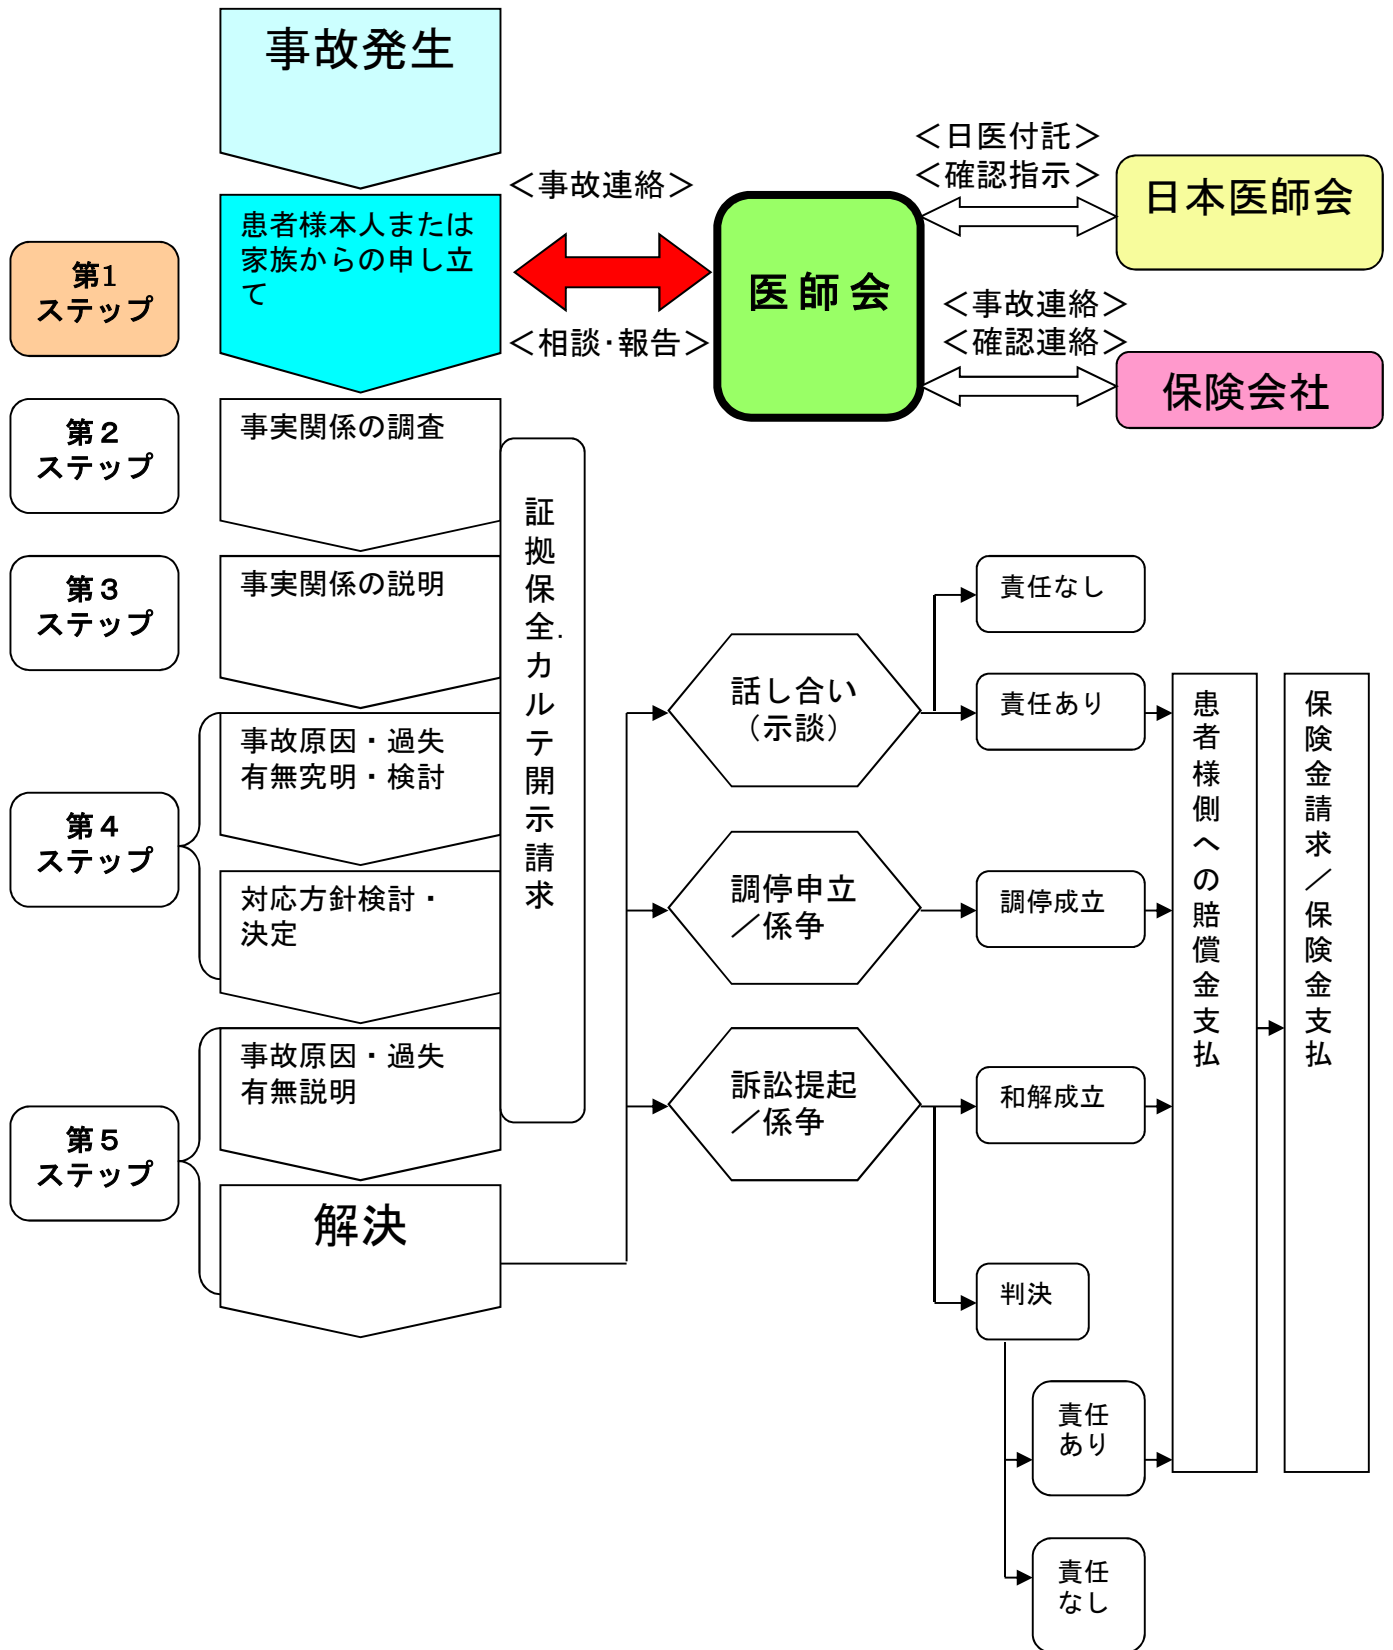 事故発生
＜日医付託＞
＜確認指示＞
日本医師会
＜事故連絡＞
患者様本人または
家族からの申し立
て
第1
ステップ
医師会
＜相談・報告＞
＜事故連絡＞
＜確認連絡＞
保険会社
第２
ステップ
事実関係の調査
証拠保全．カルテ開示請求
第３
ステップ
事実関係の説明
責任なし
話し合い
（示談）
責任あり
患者様側への賠償金支払
保険金請求／保険金支払
事故原因・過失
有無究明・検討
第４
ステップ
対応方針検討・
決定
調停申立
／係争
調停成立
事故原因・過失
有無説明
訴訟提起
／係争
和解成立
第５
ステップ
解決
判決
責任
あり
責任
なし